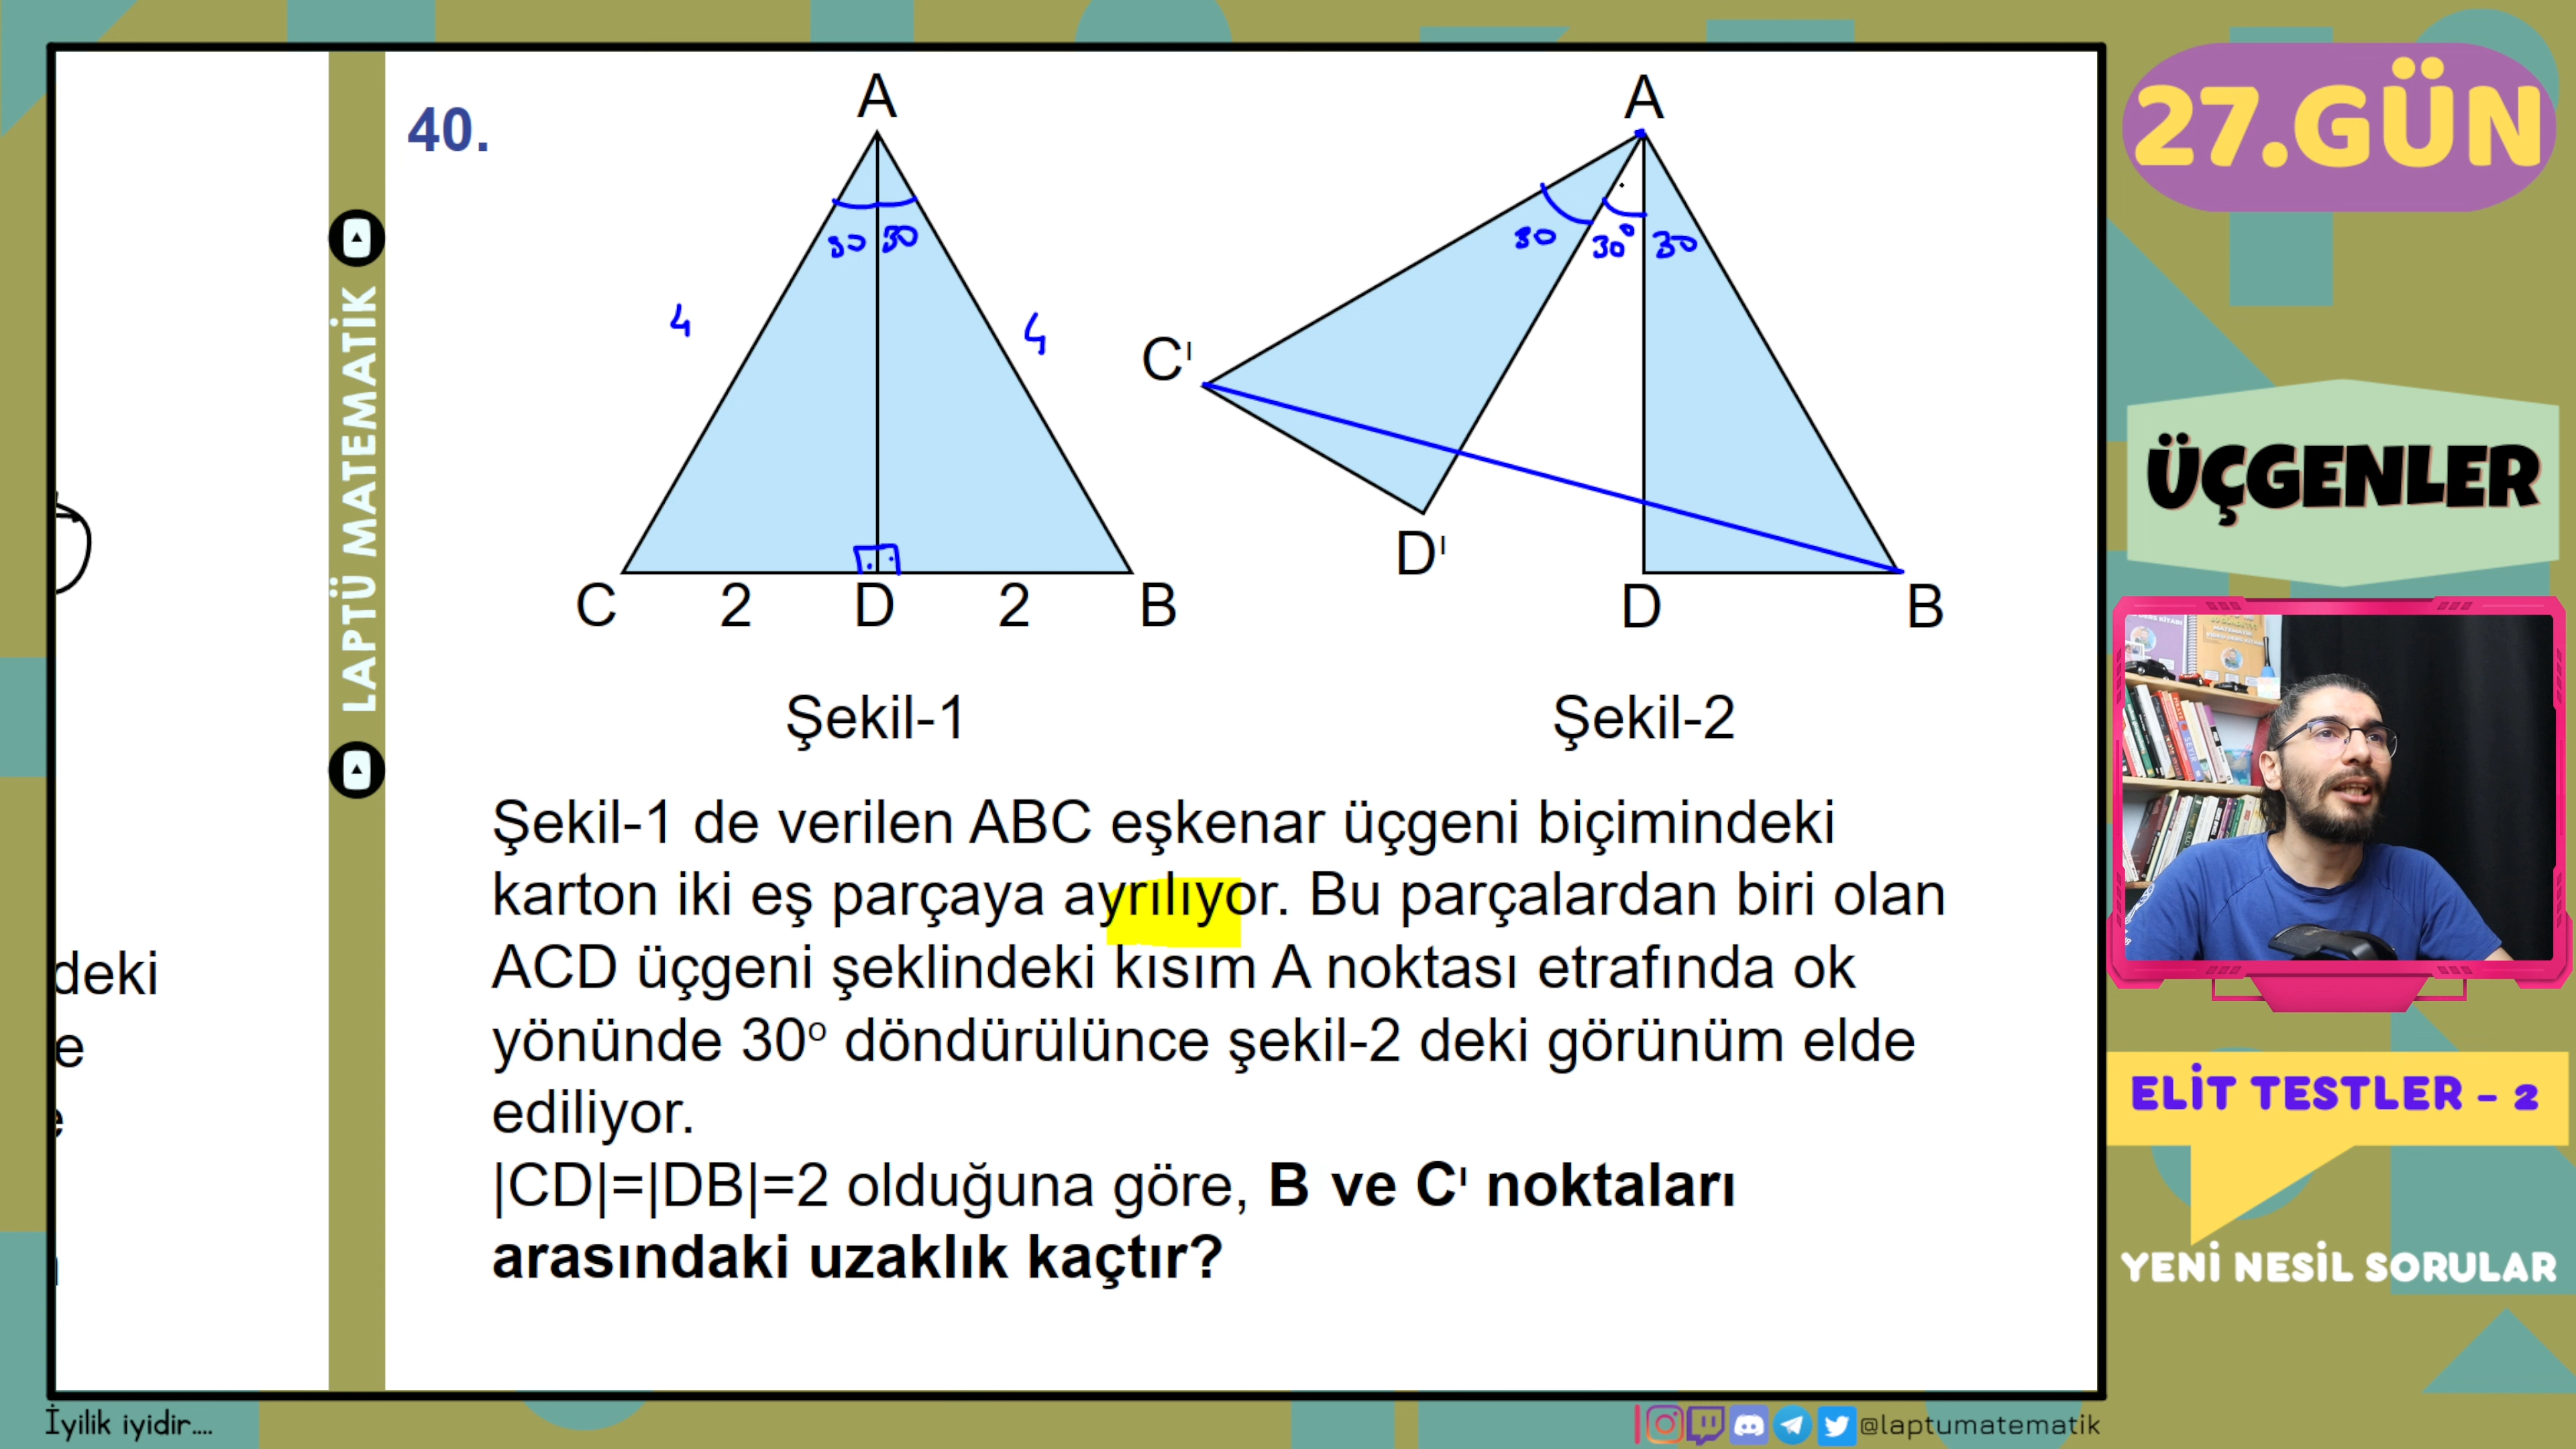 27.GÜN
40.
A
A
30 30
30 30° 30
4
4
C'
D'
C 2 D 2 B
D B
Şekil-1
Şekil-2
LAPTÜ MATEMATİK
ÜÇGENLER
Şekil-1 de verilen ABC eşkenar üçgeni biçimindeki
karton iki eş parçaya ayrılıyor. Bu parçalardan biri olan
ACD üçgeni şeklindeki kısım A noktası etrafında ok
yönünde 30° döndürülünce şekil-2 deki görünüm elde
ediliyor.
|CD|=|DB|=2 olduğuna göre, B ve C' noktaları
arasındaki uzaklık kaçtır?
deki
e
ELİT TESTLER - 2
YENİ NESİL SORULAR
İyilik iyidir....
@laptumatematik